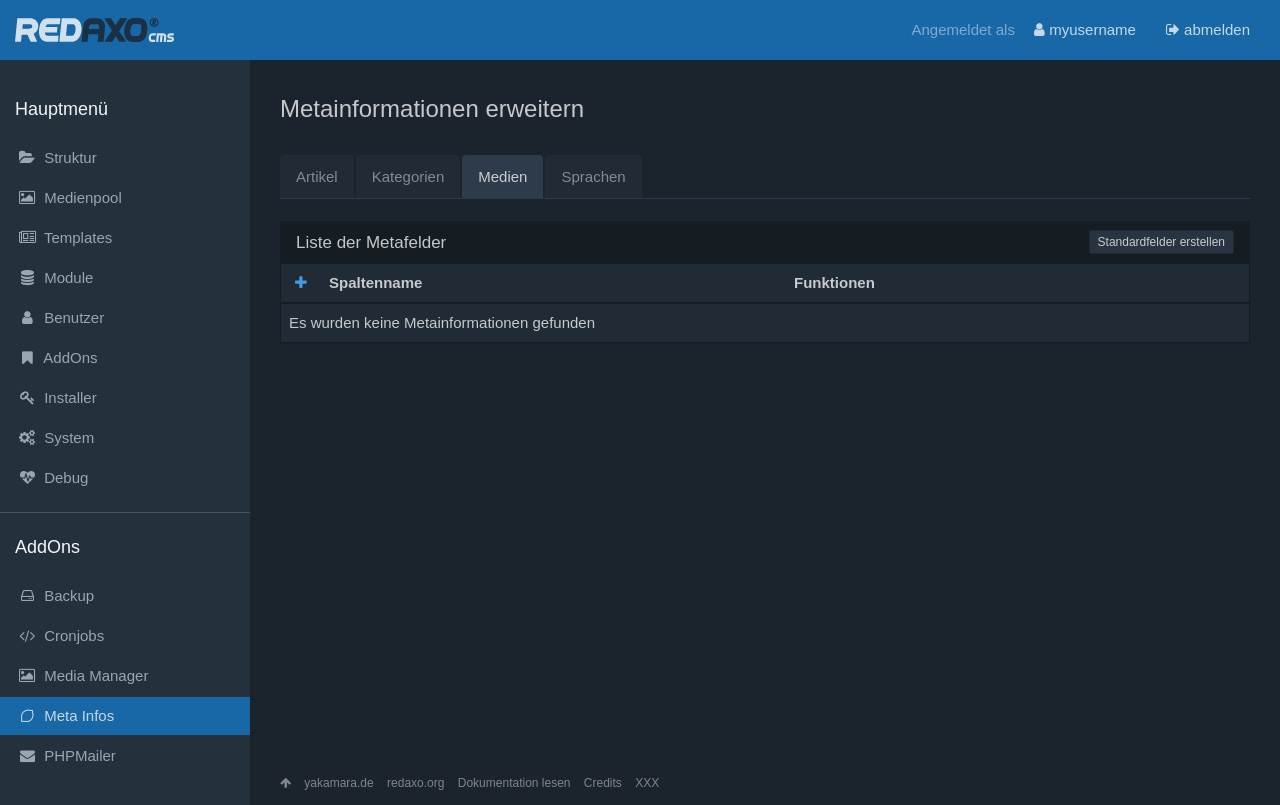 REDAXO® cms
Angemeldet als myusername abmelden
Hauptmenü
Struktur
Medienpool
Templates
Module
Benutzer
AddOns
Installer
System
Debug
AddOns
Backup
Cronjobs
Media Manager
Meta Infos
PHPMailer
Metainformationen erweitern
Artikel Kategorien Medien Sprachen
Liste der Metafelder Standardfelder erstellen
Spaltenname Funktionen
Es wurden keine Metainformationen gefunden
yakamara.de redaxo.org Dokumentation lesen Credits XXX